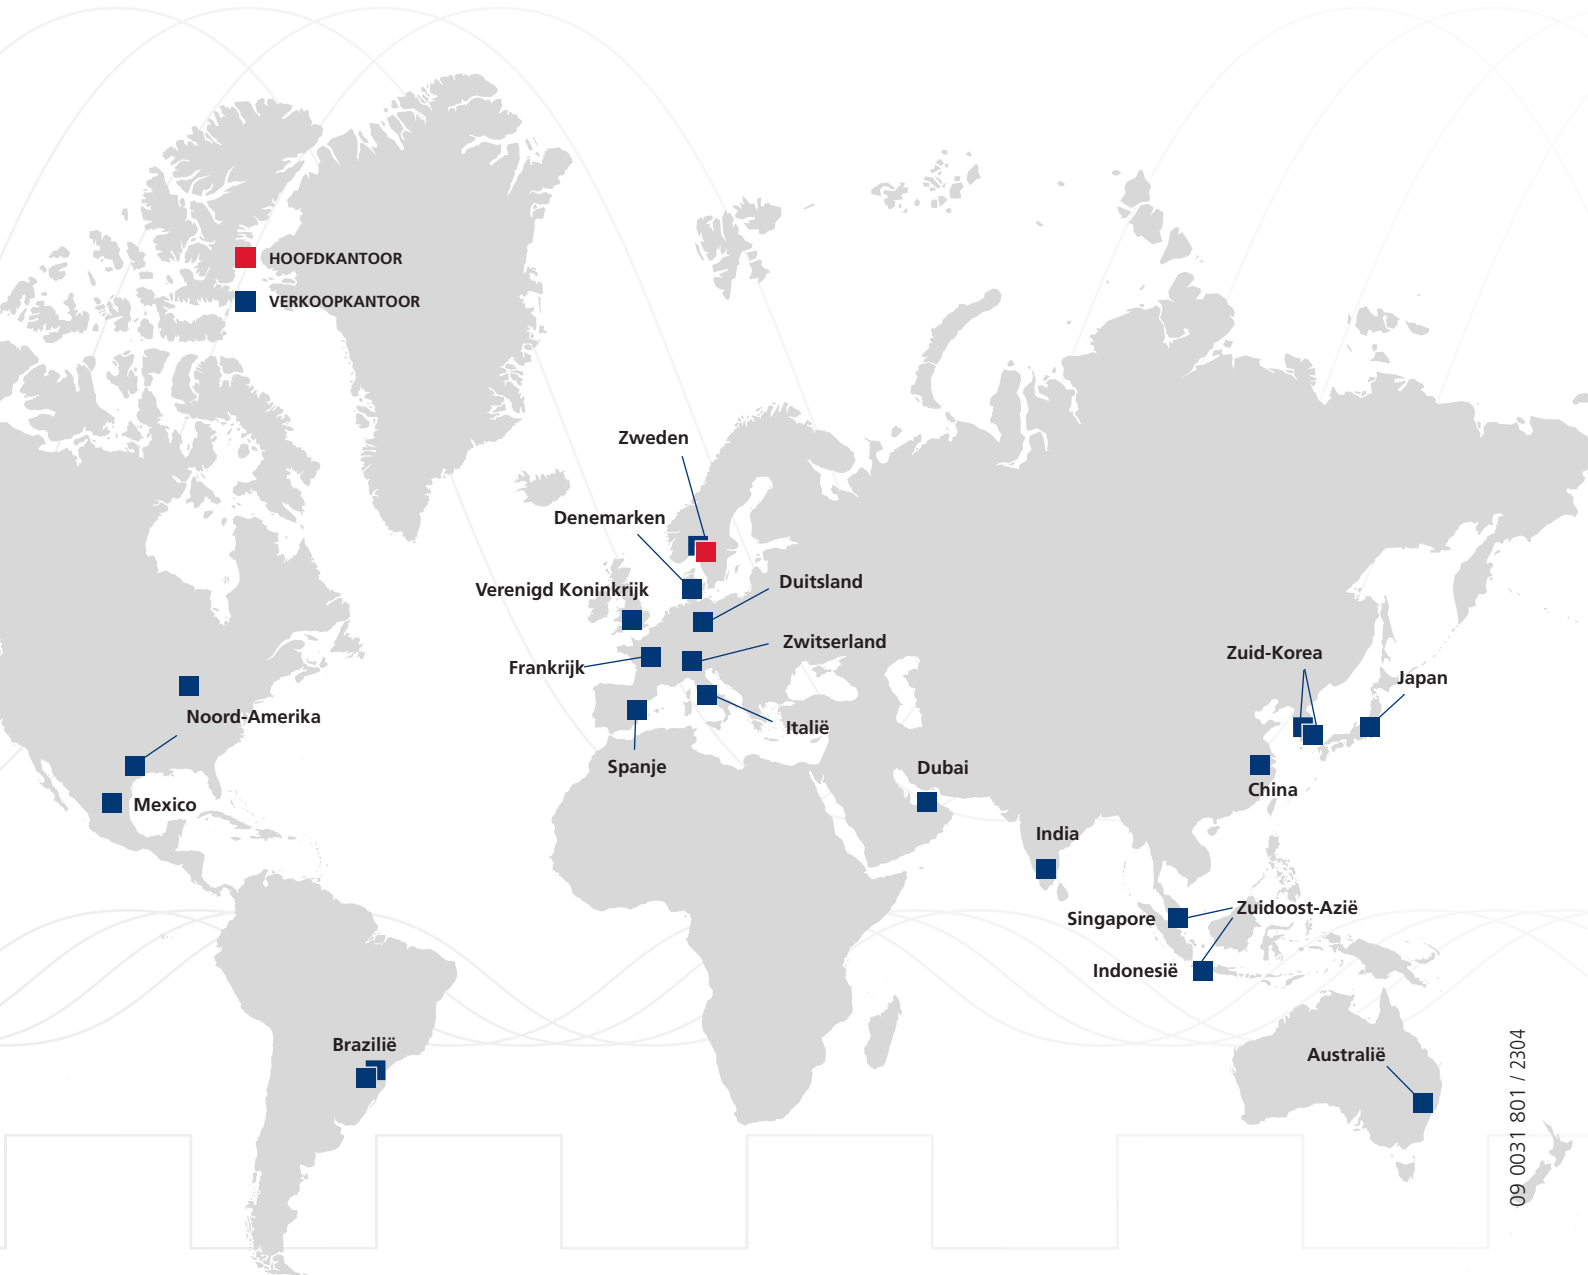 HOOFDKANTOOR
VERKOOPKANTOOR
Zweden
Denemarken
Duitsland
Verenigd Koninkrijk
Zwitserland
Frankrijk
Zuid-Korea
Japan
Noord-Amerika
Italië
Spanje
Dubai
China
Mexico
India
Zuidoost-Azië
Singapore
Indonesië
Brazilië
Australië
09 0031 801 / 2304